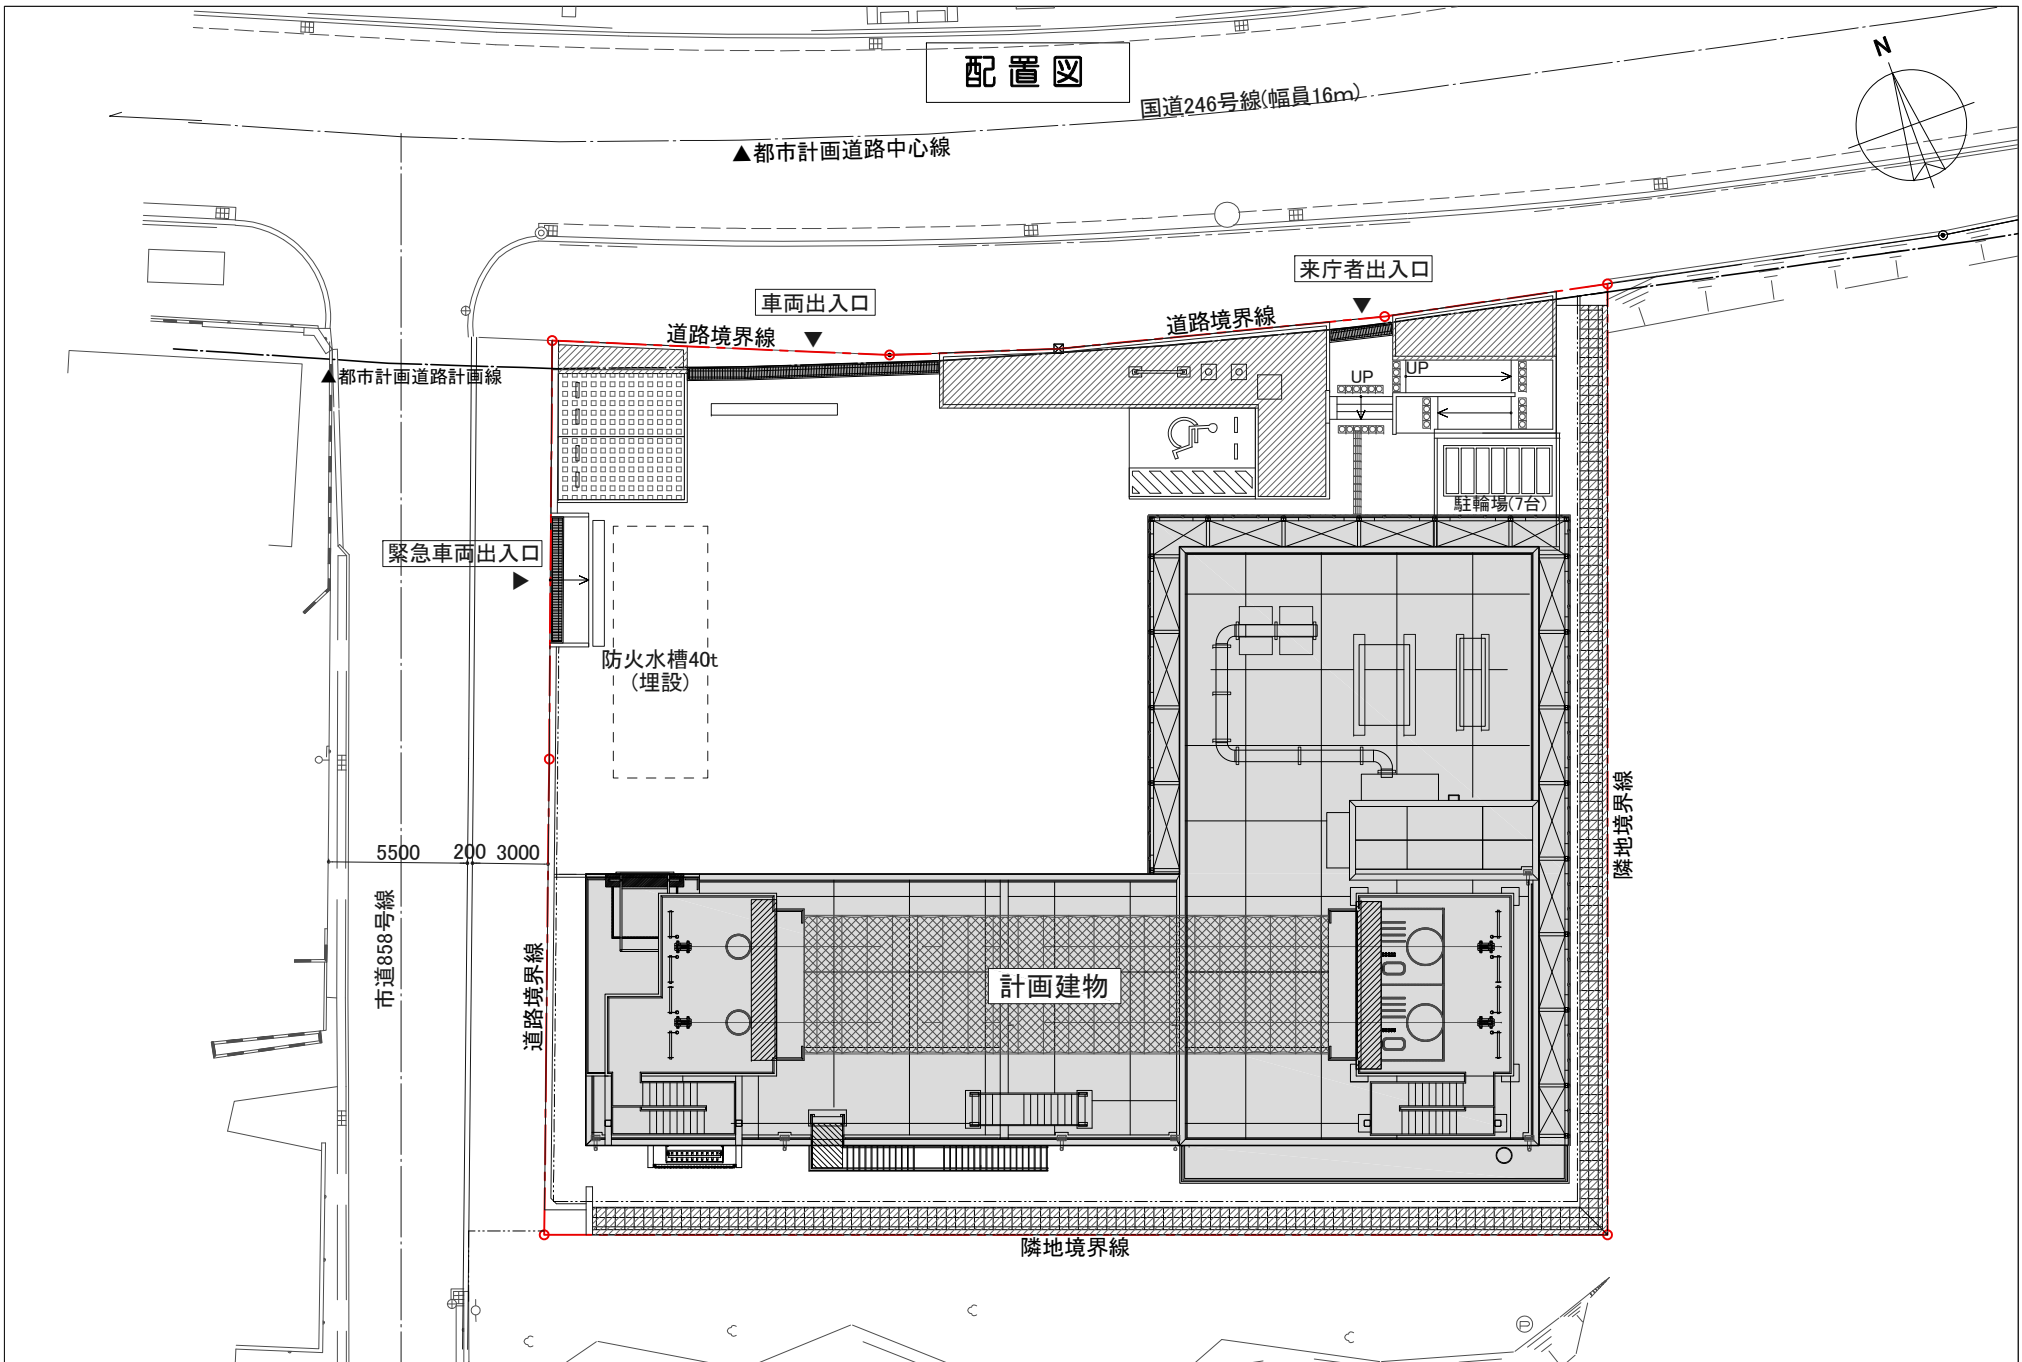 配置図
N
国道246号線(幅員16m)
▲都市計画道路中心線
来庁者出入口
車両出入口
道路境界線
道路境界線
▲都市計画道路計画線
UP
UP
駐輪場(7台)
緊急車両出入口
防火水槽40t
(埋設)
隣地境界線
5500
200
3000
市道858号線
道路境界線
計画建物
隣地境界線